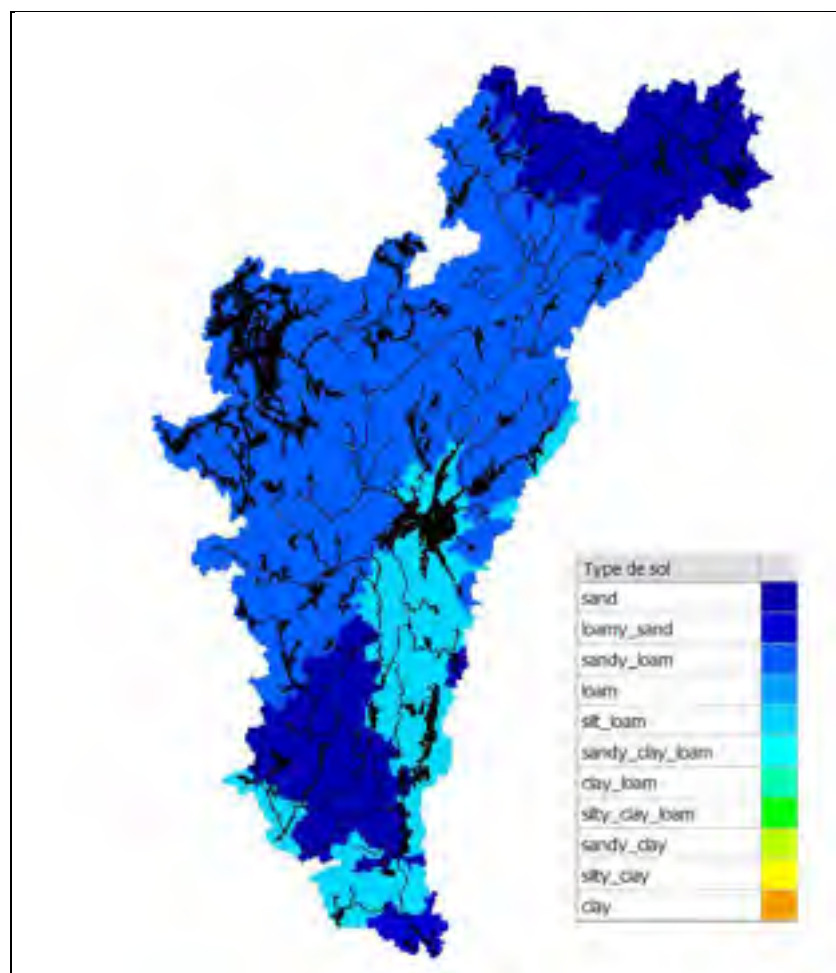 Type de sol
sand
loamy_sand
sandy_loam
loam
silt_loam
sandy_clay_loam
clay_loam
silty_clay_loam
sandy_clay
silty_clay
clay